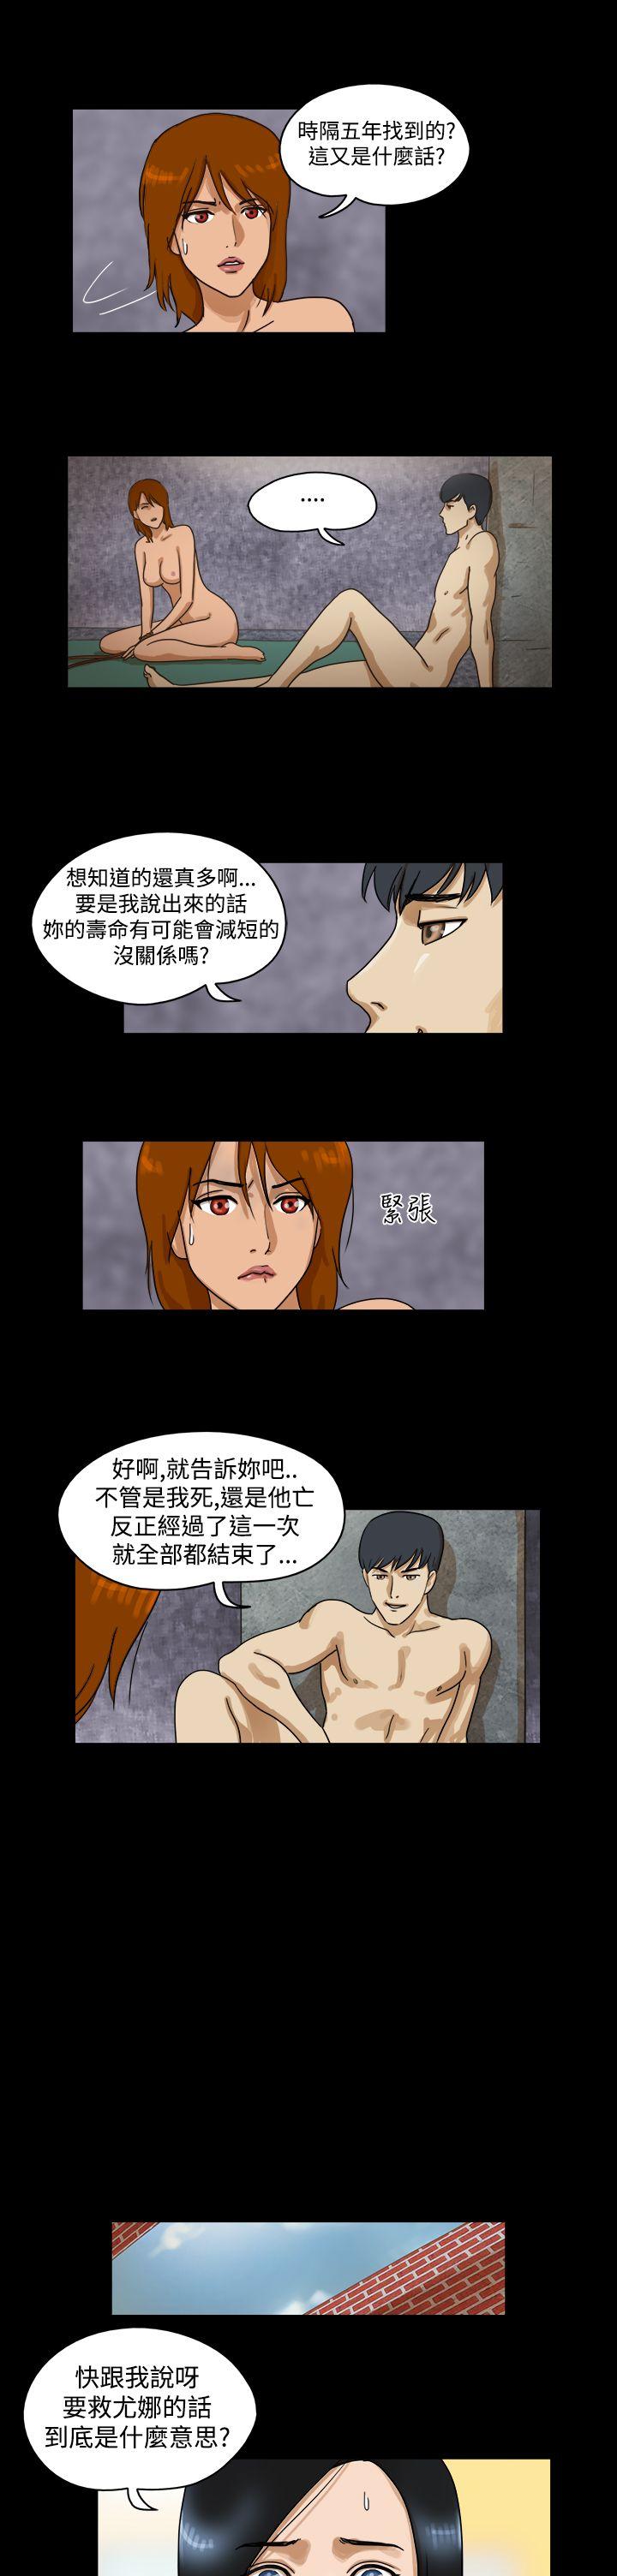 時隔五年找到的?
這又是什麼話?
....
想知道的還真多啊...
要是我說出來的話
妳的壽命有可能會減短的
沒關係嗎?
緊張
好啊,就告訴妳吧..
不管是我死,還是他亡
反正經過了這一次
就全部都結束了...
快跟我說呀
要救尤娜的話
到底是什麼意思?